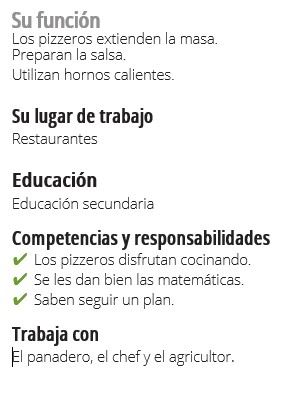 Su función
Los pizzeros extienden la masa.
Preparan la salsa.
Utilizan hornos calientes.
Su lugar de trabajo
Restaurantes
Educación
Educación secundaria
Competencias y responsabilidades
✔ Los pizzeros disfrutan cocinando.
✔ Se les dan bien las matemáticas.
✔ Saben seguir un plan.
Trabaja con
El panadero, el chef y el agricultor.